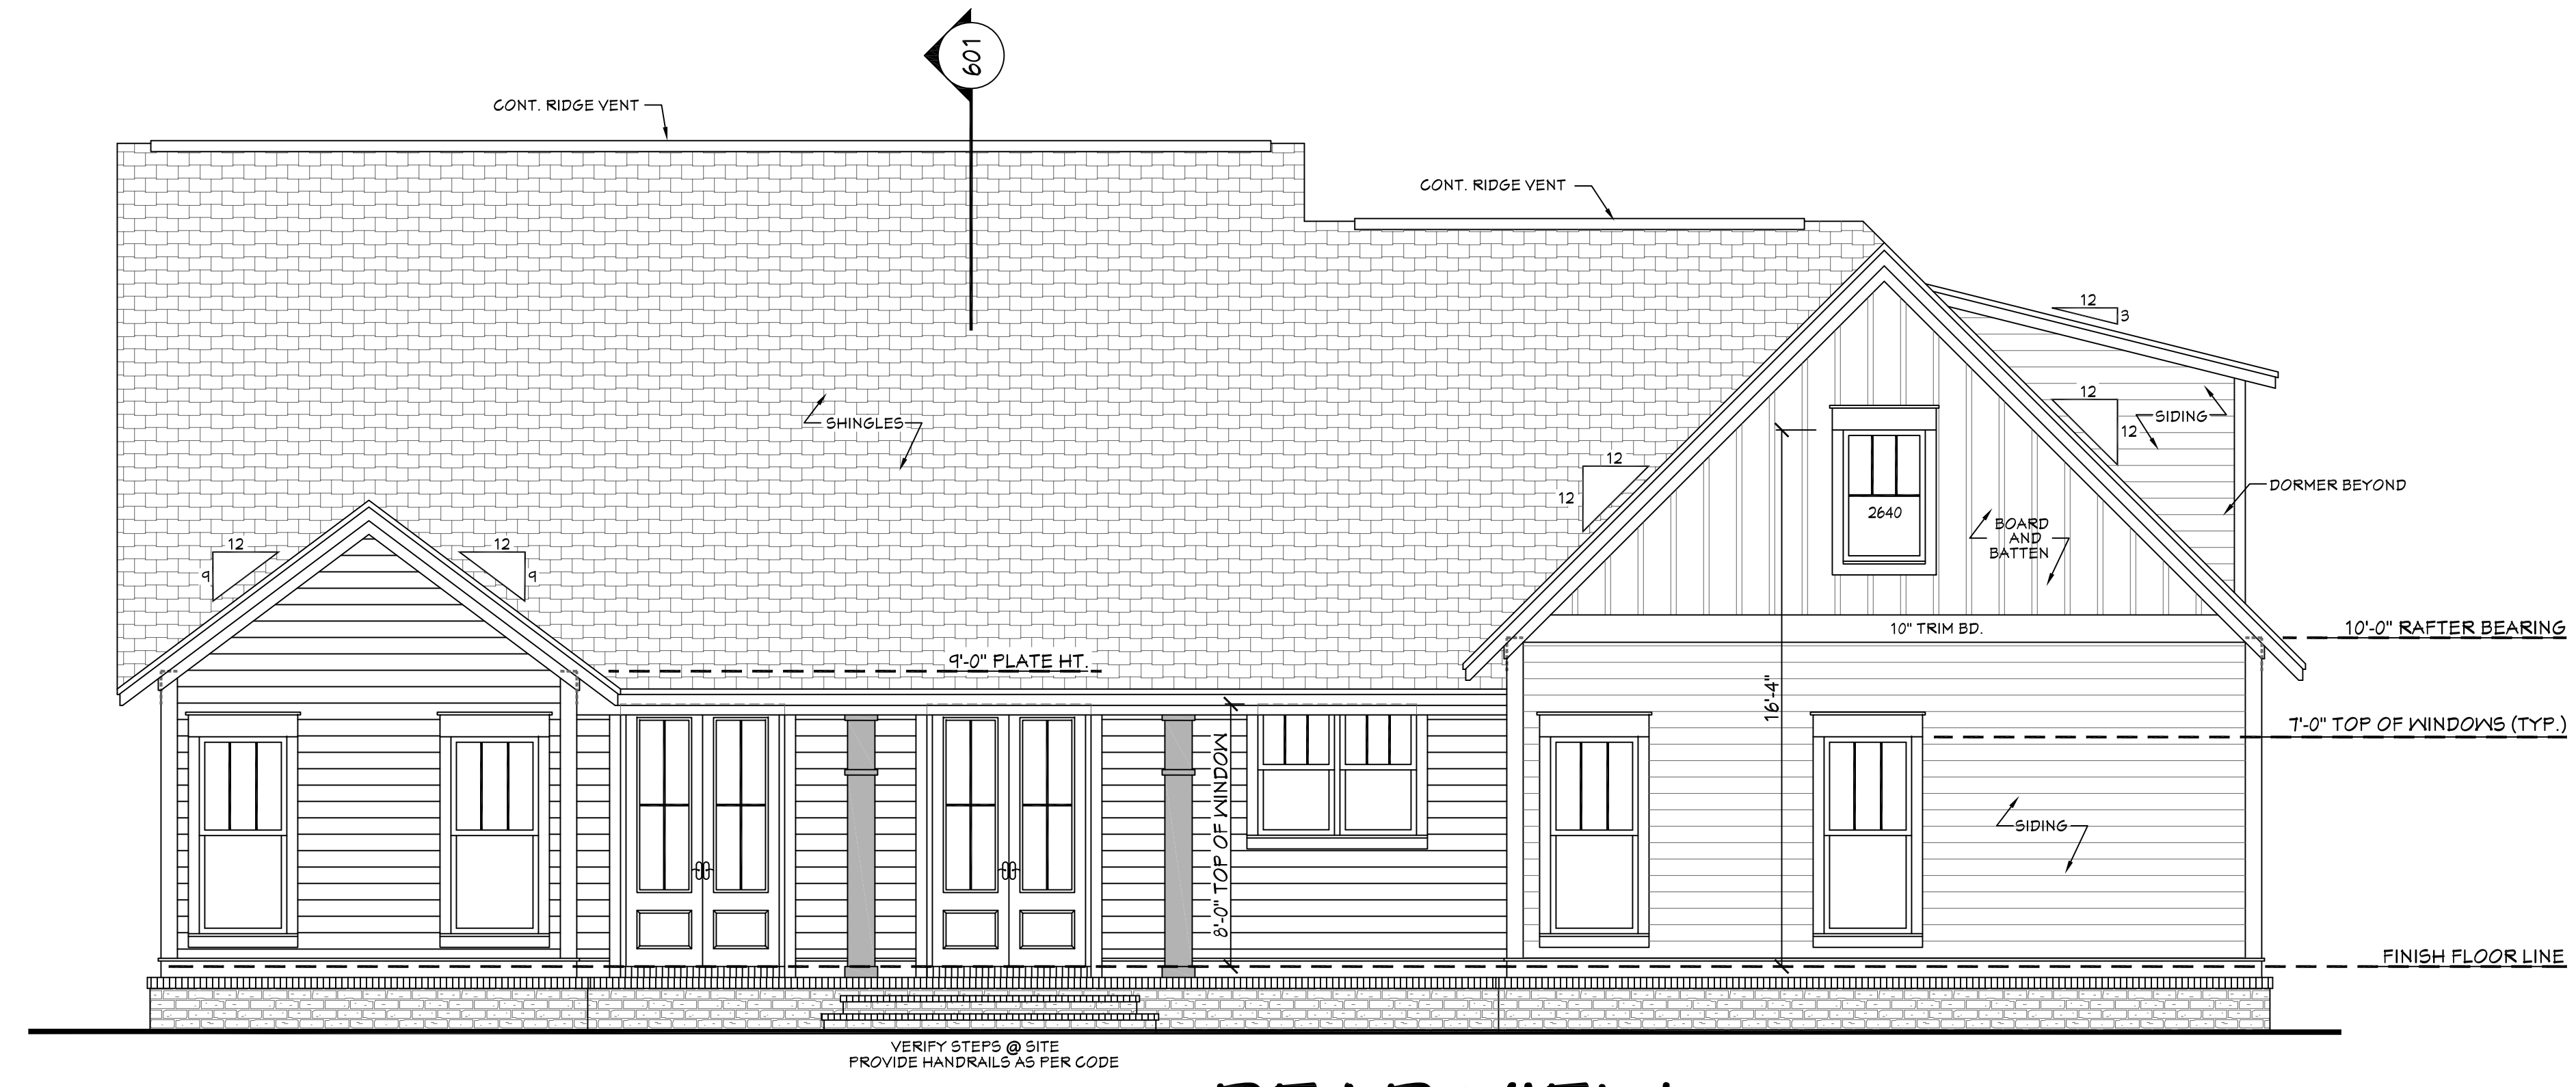 601
CONT. RIDGE VENT
CONT. RIDGE VENT
12
3
12
12
SIDING
SHINGLES
12
12
DORMER BEYOND
2640
BOARD
AND
BATTEN
12
9
12
9
10'-0" RAFTER BEARING
10" TRIM BD.
9'-0" PLATE HT.
16'-4"
7'-0" TOP OF WINDOWS (TYP.)
8'-0" TOP OF WINDOW
SIDING
FINISH FLOOR LINE
VERIFY STEPS @ SITE
PROVIDE HANDRAILS AS PER CODE